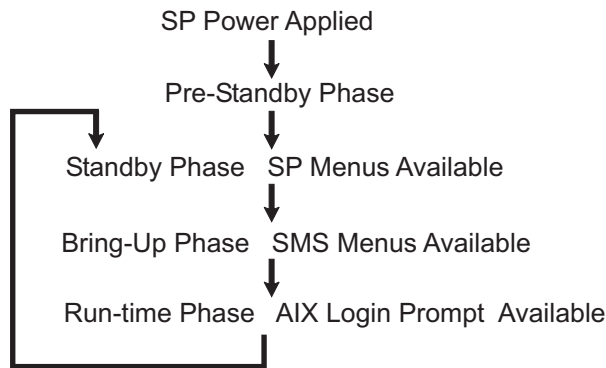 SP Power Applied
Pre-Standby Phase
Standby Phase SP Menus Available
Bring-Up Phase SMS Menus Available
Run-time Phase AIX Login Prompt Available